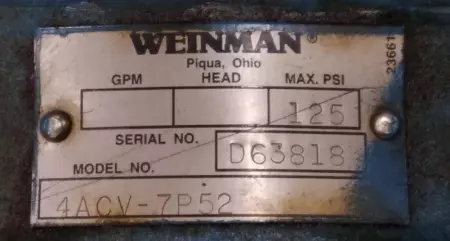 WEINMAN®
Piqua, Ohio
GPM HEAD MAX. PSI
125
SERIAL NO. D63818
MODEL NO.
4ACV-7P52
23661